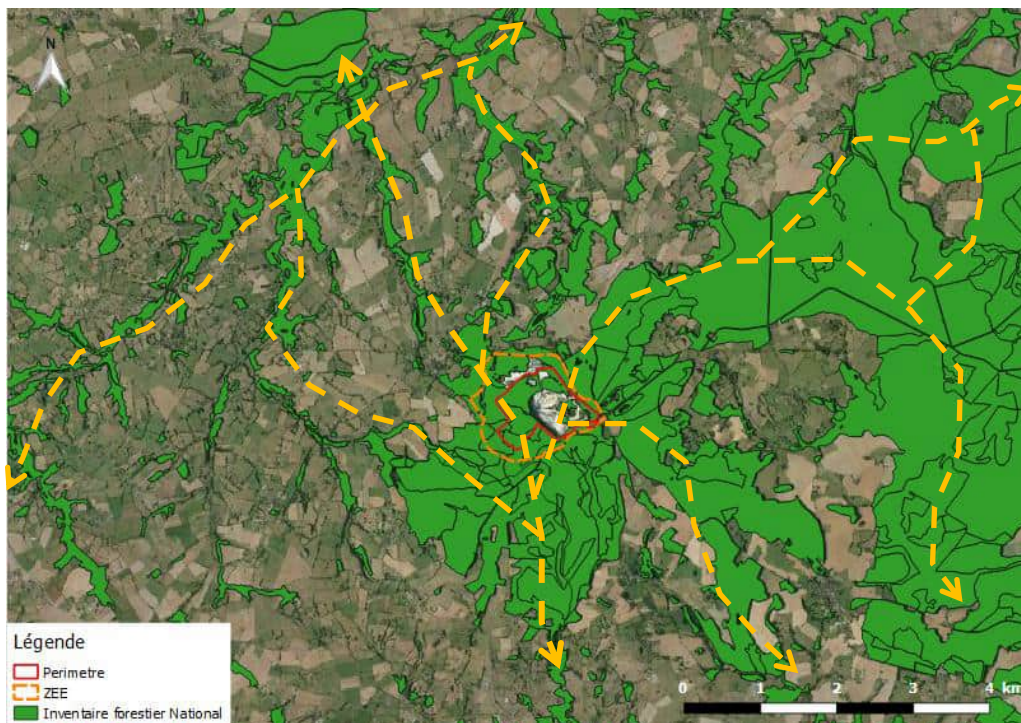 N
Légende
Perimetre
ZEE
Inventaire forestier National
0 1 2 3 4 km